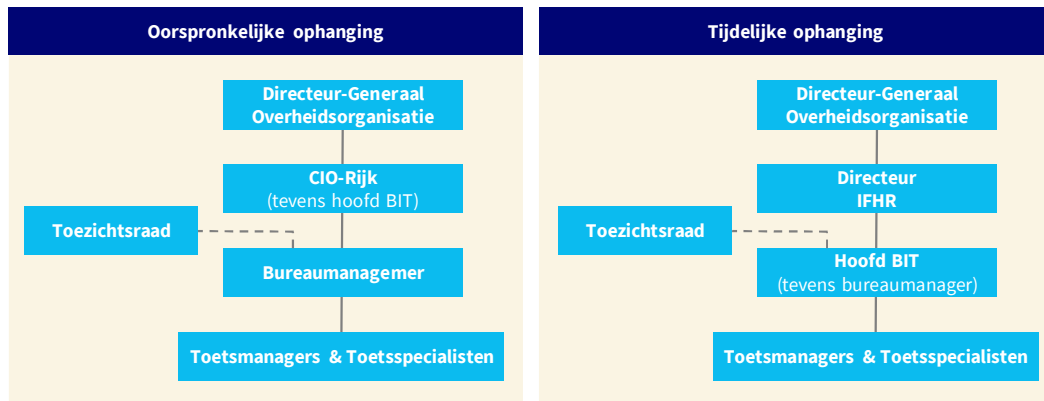 Oorspronkelijke ophanging
Directeur-Generaal
Overheidsorganisatie
CIO-Rijk
(tevens hoofd BIT)
Toezichtsraad
Bureaumanagemer
Toetsmanagers & Toetsspecialisten
Tijdelijke ophanging
Directeur-Generaal
Overheidsorganisatie
Directeur
IFHR
Toezichtsraad
Hoofd BIT
(tevens bureaumanager)
Toetsmanagers & Toetsspecialisten